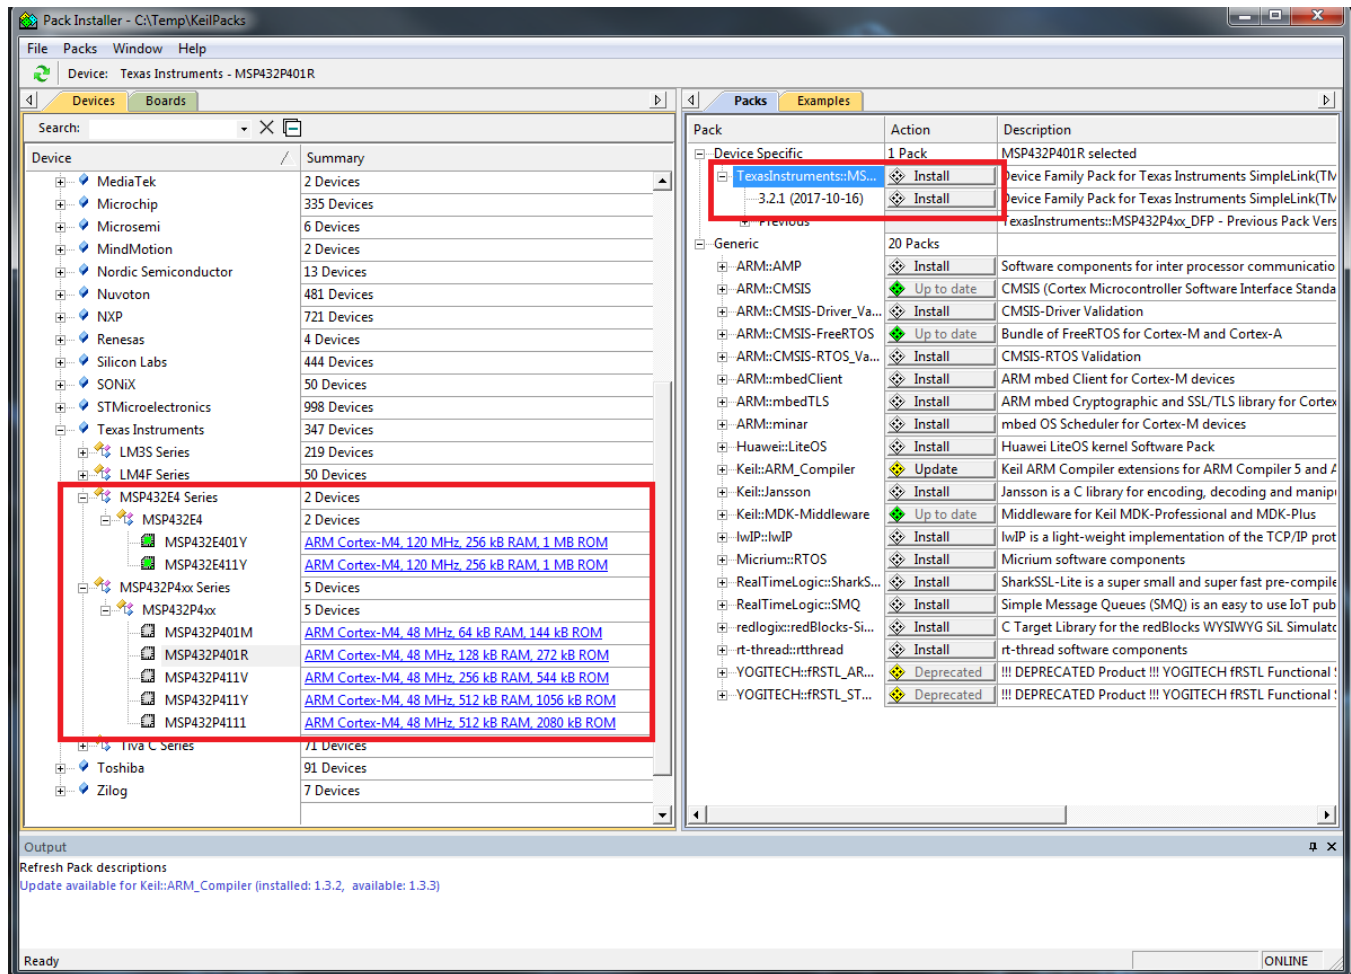 Pack Installer - C:\Temp\KeilPacks
File Packs Window Help
Device: Texas Instruments - MSP432P401R
Devices Boards
Search:
Device Summary
MediaTek 2 Devices
Microchip 335 Devices
Microsemi 6 Devices
MindMotion 2 Devices
Nordic Semiconductor 13 Devices
Nuvoton 481 Devices
NXP 721 Devices
Renesas 4 Devices
Silicon Labs 444 Devices
SONiX 50 Devices
STMicroelectronics 998 Devices
Texas Instruments 347 Devices
LM3S Series 219 Devices
LM4F Series 50 Devices
MSP432E4 Series 2 Devices
MSP432E4 2 Devices
MSP432E401Y ARM Cortex-M4, 120 MHz, 256 kB RAM, 1 MB ROM
MSP432E411Y ARM Cortex-M4, 120 MHz, 256 kB RAM, 1 MB ROM
MSP432P4xx Series 5 Devices
MSP432P4xx 5 Devices
MSP432P401M ARM Cortex-M4, 48 MHz, 64 kB RAM, 144 kB ROM
MSP432P401R ARM Cortex-M4, 48 MHz, 128 kB RAM, 272 kB ROM
MSP432P411V ARM Cortex-M4, 48 MHz, 256 kB RAM, 544 kB ROM
MSP432P411Y ARM Cortex-M4, 48 MHz, 512 kB RAM, 1056 kB ROM
MSP432P4111 ARM Cortex-M4, 48 MHz, 512 kB RAM, 2080 kB ROM
Tiva C Series 71 Devices
Toshiba 91 Devices
Zilog 7 Devices
Packs Examples
Pack Action Description
Device Specific 1 Pack MSP432P401R selected
TexasInstruments::MS... Install Device Family Pack for Texas Instruments SimpleLink(TM
3.2.1 (2017-10-16) Install Device Family Pack for Texas Instruments SimpleLink(TM
Previous TexasInstruments::MSP432P4xx_DFP - Previous Pack Vers
Generic 20 Packs
ARM::AMP Install Software components for inter processor communicatio
ARM::CMSIS Up to date CMSIS (Cortex Microcontroller Software Interface Standa
ARM::CMSIS-Driver_Va... Install CMSIS-Driver Validation
ARM::CMSIS-FreeRTOS Up to date Bundle of FreeRTOS for Cortex-M and Cortex-A
ARM::CMSIS-RTOS_Va... Install CMSIS-RTOS Validation
ARM::mbedClient Install ARM mbed Client for Cortex-M devices
ARM::mbedTLS Install ARM mbed Cryptographic and SSL/TLS library for Cortex
ARM::minar Install mbed OS Scheduler for Cortex-M devices
Huawei::LiteOS Install Huawei LiteOS kernel Software Pack
Keil::ARM_Compiler Update Keil ARM Compiler extensions for ARM Compiler 5 and A
Keil::Jansson Install Jansson is a C library for encoding, decoding and manipu
Keil::MDK-Middleware Up to date Middleware for Keil MDK-Professional and MDK-Plus
lwIP::lwIP Install lwIP is a light-weight implementation of the TCP/IP prot
Micrium::RTOS Install Micrium software components
RealTimeLogic::SharkS... Install SharkSSL-Lite is a super small and super fast pre-compile
RealTimeLogic::SMQ Install Simple Message Queues (SMQ) is an easy to use IoT pub
redlogix::redBlocks-Si... Install C Target Library for the redBlocks WYSIWYG SiL Simulato
rt-thread::rtthread Install rt-thread software components
YOGITECH::fRSTL_AR... Deprecated !!! DEPRECATED Product !!! YOGITECH fRSTL Functional
YOGITECH::fRSTL_ST... Deprecated !!! DEPRECATED Product !!! YOGITECH fRSTL Functional
Output
Refresh Pack descriptions
Update available for Keil::ARM_Compiler (installed: 1.3.2, available: 1.3.3)
Ready ONLINE